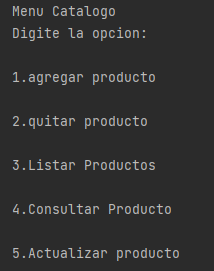 Menu Catalogo
Digite la opcion:
1.agregar producto
2.quitar producto
3.Listar Productos
4.Consultar Producto
5.Actualizar producto